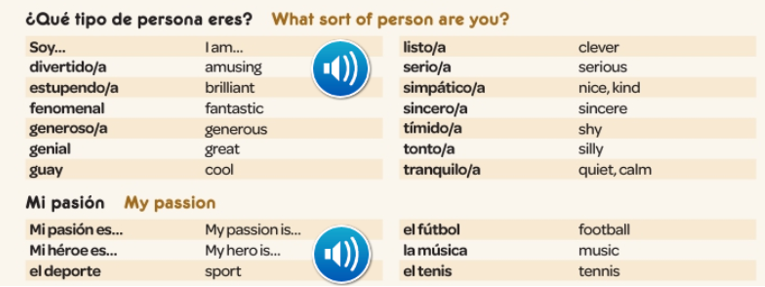 ¿Qué tipo de persona eres? What sort of person are you?
Soy... I am...
divertido/a amusing
estupendo/a brilliant
fenomenal fantastic
generoso/a generous
genial great
guay cool
listo/a clever
serio/a serious
simpático/a nice, kind
sincero/a sincere
tímido/a shy
tonto/a silly
tranquilo/a quiet, calm
Mi pasión My passion
Mi pasión es... My passion is...
Mi héroe es... My hero is...
el deporte sport
el fútbol football
la música music
el tenis tennis